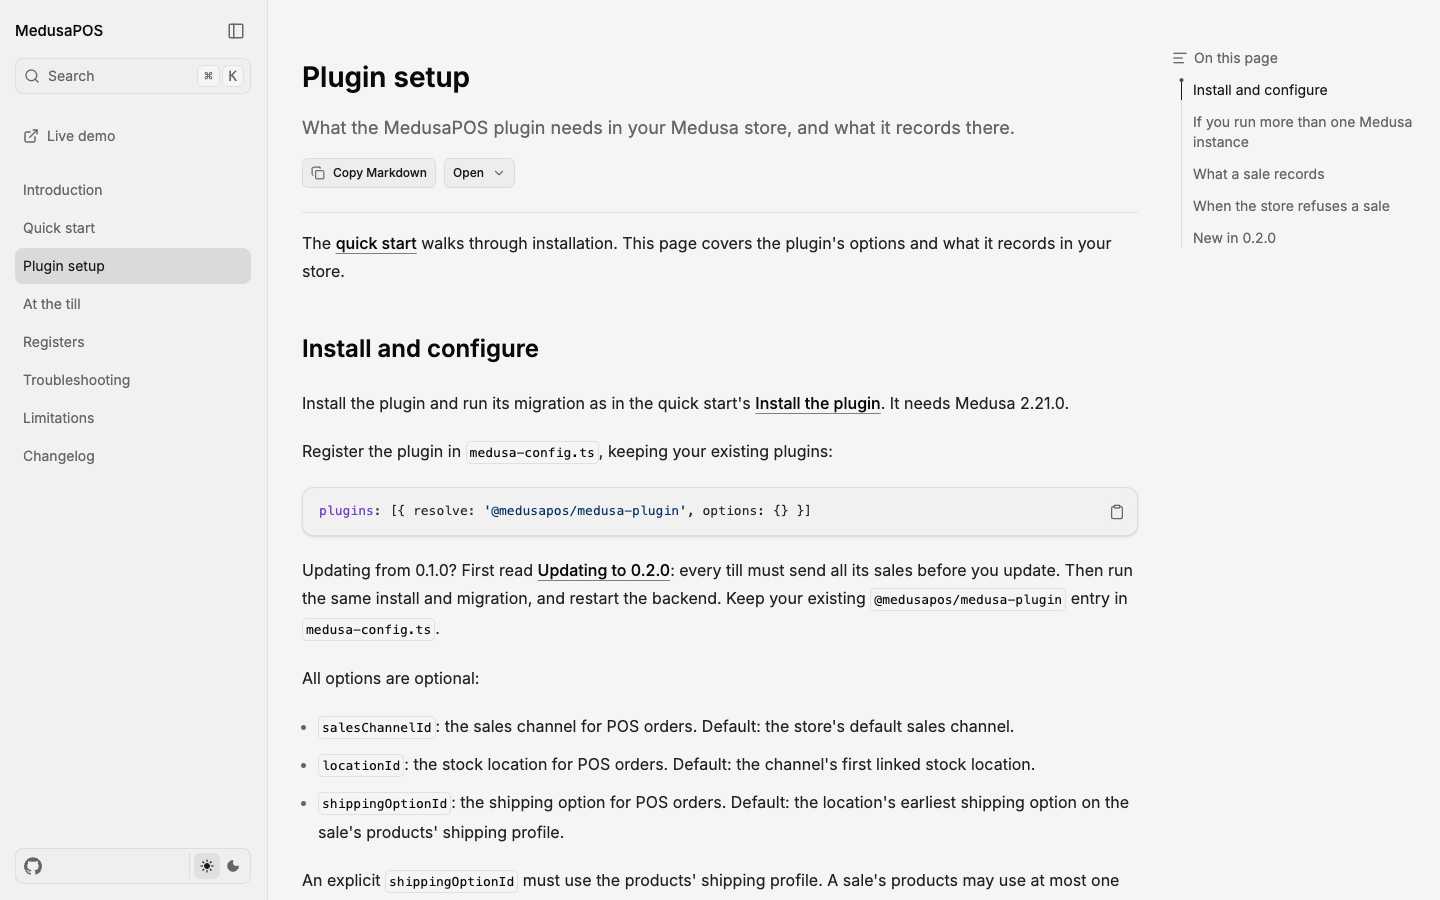 MedusaPOS
Search
⌘ K
Live demo
Introduction
Quick start
Plugin setup
At the till
Registers
Troubleshooting
Limitations
Changelog
Plugin setup
What the MedusaPOS plugin needs in your Medusa store, and what it records there.
Copy Markdown
Open
The quick start walks through installation. This page covers the plugin's options and what it records in your
store.
Install and configure
Install the plugin and run its migration as in the quick start's Install the plugin. It needs Medusa 2.21.0.
Register the plugin in medusa-config.ts, keeping your existing plugins:
plugins: [{ resolve: '@medusapos/medusa-plugin', options: {} }]
Updating from 0.1.0? First read Updating to 0.2.0: every till must send all its sales before you update. Then run
the same install and migration, and restart the backend. Keep your existing @medusapos/medusa-plugin entry in
medusa-config.ts.
All options are optional:
salesChannelId: the sales channel for POS orders. Default: the store's default sales channel.
locationId: the stock location for POS orders. Default: the channel's first linked stock location.
shippingOptionId: the shipping option for POS orders. Default: the location's earliest shipping option on the
sale's products' shipping profile.
An explicit shippingOptionId must use the products' shipping profile. A sale's products may use at most one
On this page
Install and configure
If you run more than one Medusa
instance
What a sale records
When the store refuses a sale
New in 0.2.0